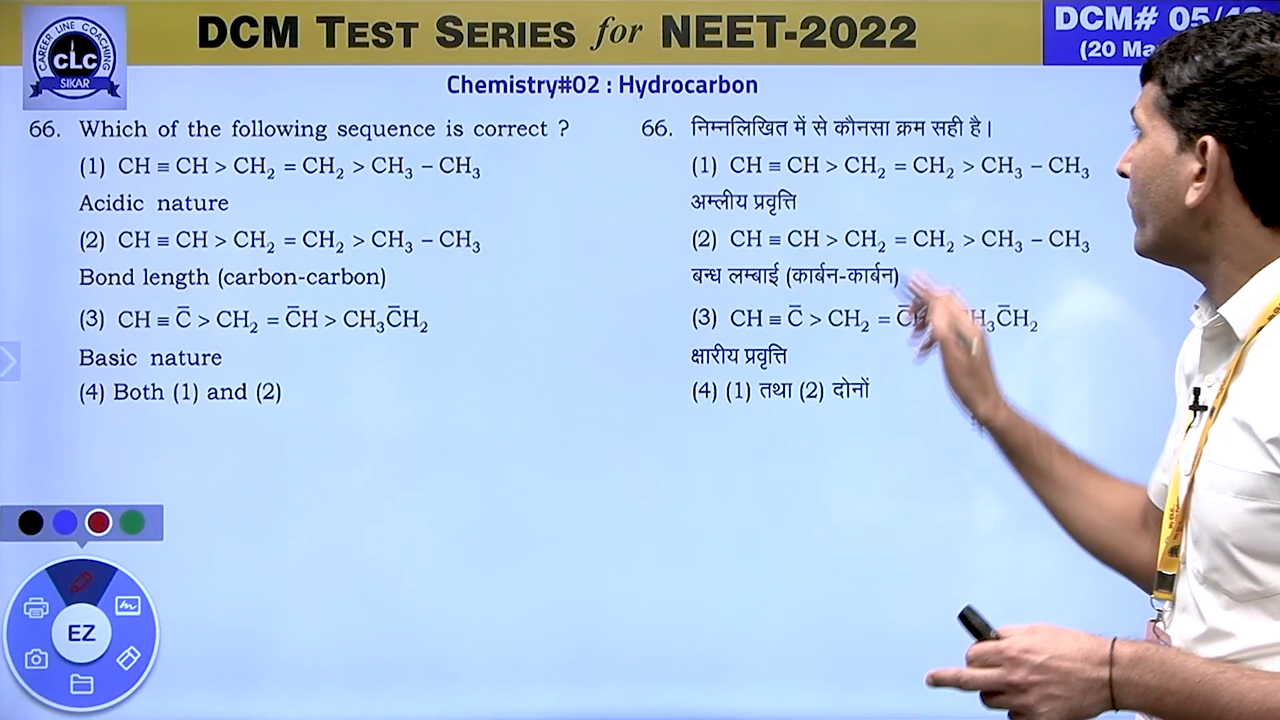 CAREER LINE COACHING
CLC
SIKAR
DCM TEST SERIES for NEET-2022
DCM# 05/
(20
Chemistry#02 : Hydrocarbon
66. Which of the following sequence is correct ?
(1) CH ≡ CH > CH₂ = CH₂ > CH₃ – CH₃
Acidic nature
(2) CH ≡ CH > CH₂ = CH₂ > CH₃ – CH₃
Bond length (carbon-carbon)
(3) CH ≡ C̅ > CH₂ = C̅H > CH₃C̅H₂
Basic nature
(4) Both (1) and (2)
66. निम्नलिखित में से कौनसा क्रम सही है।
(1) CH ≡ CH > CH₂ = CH₂ > CH₃ – CH₃
अम्लीय प्रवृत्ति
(2) CH ≡ CH > CH₂ = CH₂ > CH₃ – CH₃
बन्ध लम्बाई (कार्बन-कार्बन)
(3) CH ≡ C̅ > CH₂ = C̅H₃C̅H₂
क्षारीय प्रवृत्ति
(4) (1) तथा (2) दोनों
EZ